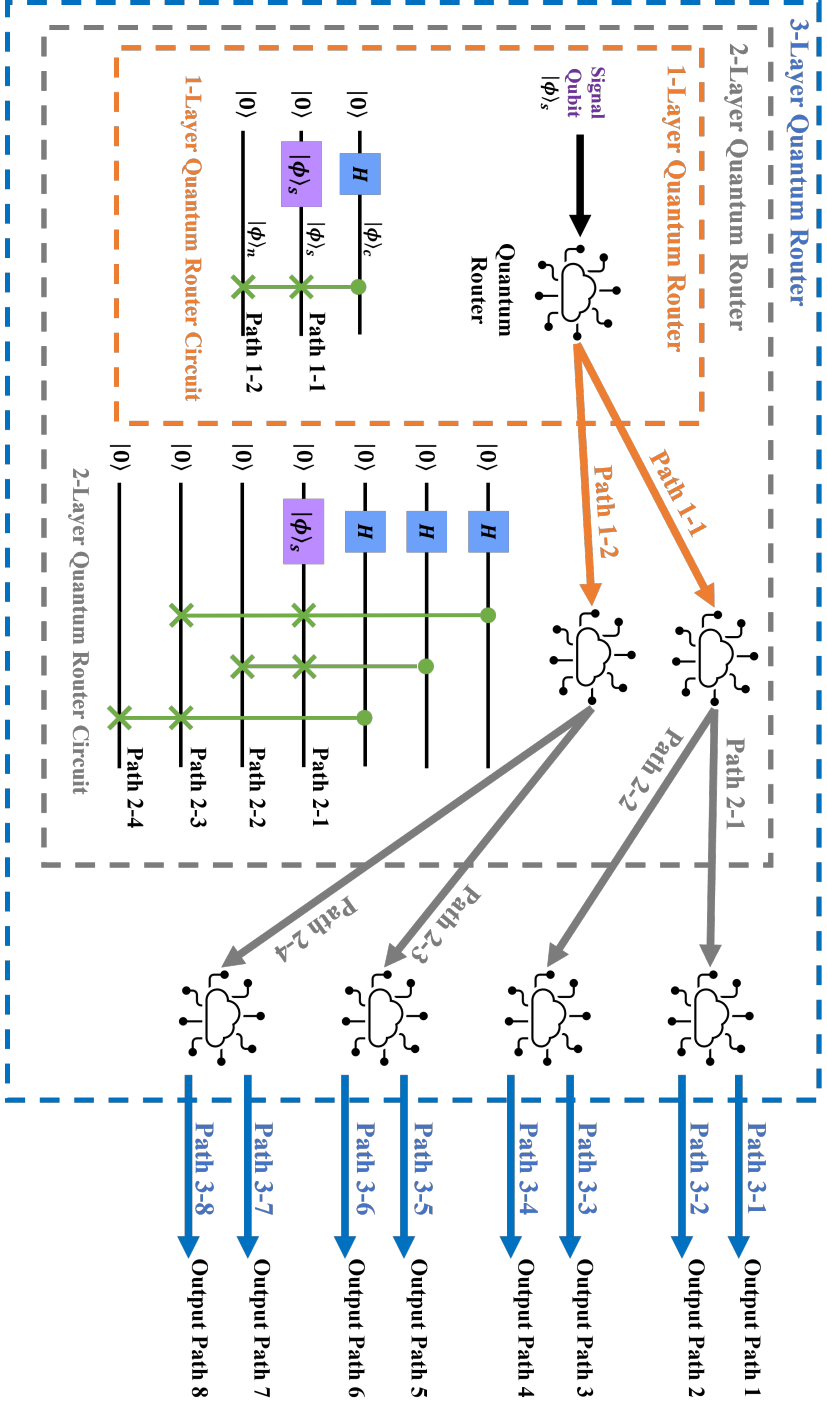 3-Layer Quantum Router
2-Layer Quantum Router
1-Layer Quantum Router
Signal
Qubit
|ϕ⟩s
Quantum
Router
Path 1-1
Path 1-2
Path 2-1
Path 2-2
Path 2-3
Path 2-4
Path 3-1
Output Path 1
Path 3-2
Output Path 2
Path 3-3
Output Path 3
Path 3-4
Output Path 4
Path 3-5
Output Path 5
Path 3-6
Output Path 6
Path 3-7
Output Path 7
Path 3-8
Output Path 8
|0⟩ H |ϕ⟩c
|0⟩ |ϕ⟩s |ϕ⟩s Path 1-1
|0⟩ |ϕ⟩n Path 1-2
1-Layer Quantum Router Circuit
|0⟩ H
|0⟩ H
|0⟩ H
|0⟩ |ϕ⟩s Path 2-1
|0⟩ Path 2-2
|0⟩ Path 2-3
|0⟩ Path 2-4
2-Layer Quantum Router Circuit